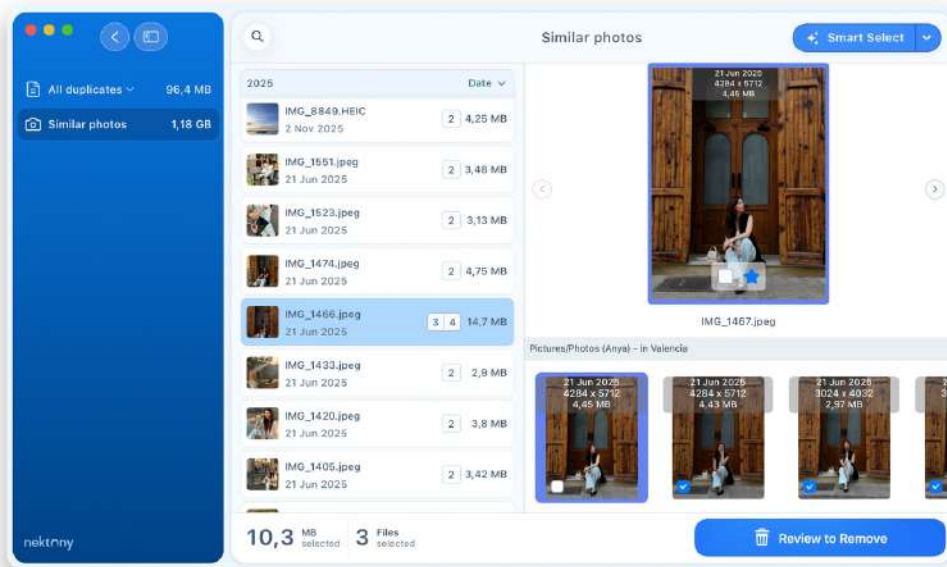 Similar photos
Smart Select
All duplicates 96,4 MB
Similar photos 1,18 GB
nektony
2025 Date
IMG_8849.HEIC
2 Nov 2025
2 4,25 MB
IMG_1551.jpeg
21 Jun 2025
2 3,48 MB
IMG_1523.jpeg
21 Jun 2025
2 3,13 MB
IMG_1474.jpeg
21 Jun 2025
2 4,75 MB
IMG_1466.jpeg
21 Jun 2025
3 4 14,7 MB
IMG_1433.jpeg
21 Jun 2025
2 2,9 MB
IMG_1420.jpeg
21 Jun 2025
2 3,8 MB
IMG_1405.jpeg
21 Jun 2025
2 3,42 MB
21 Jun 2025
4284 x 5712
4,45 MB
IMG_1467.jpeg
Pictures/Photos (Anya) – in Valencia
21 Jun 2025
4284 x 5712
4,45 MB
21 Jun 2025
4284 x 5712
4,43 MB
21 Jun 2025
3024 x 4032
2,97 MB
10,3 MB selected
3 Files selected
Review to Remove